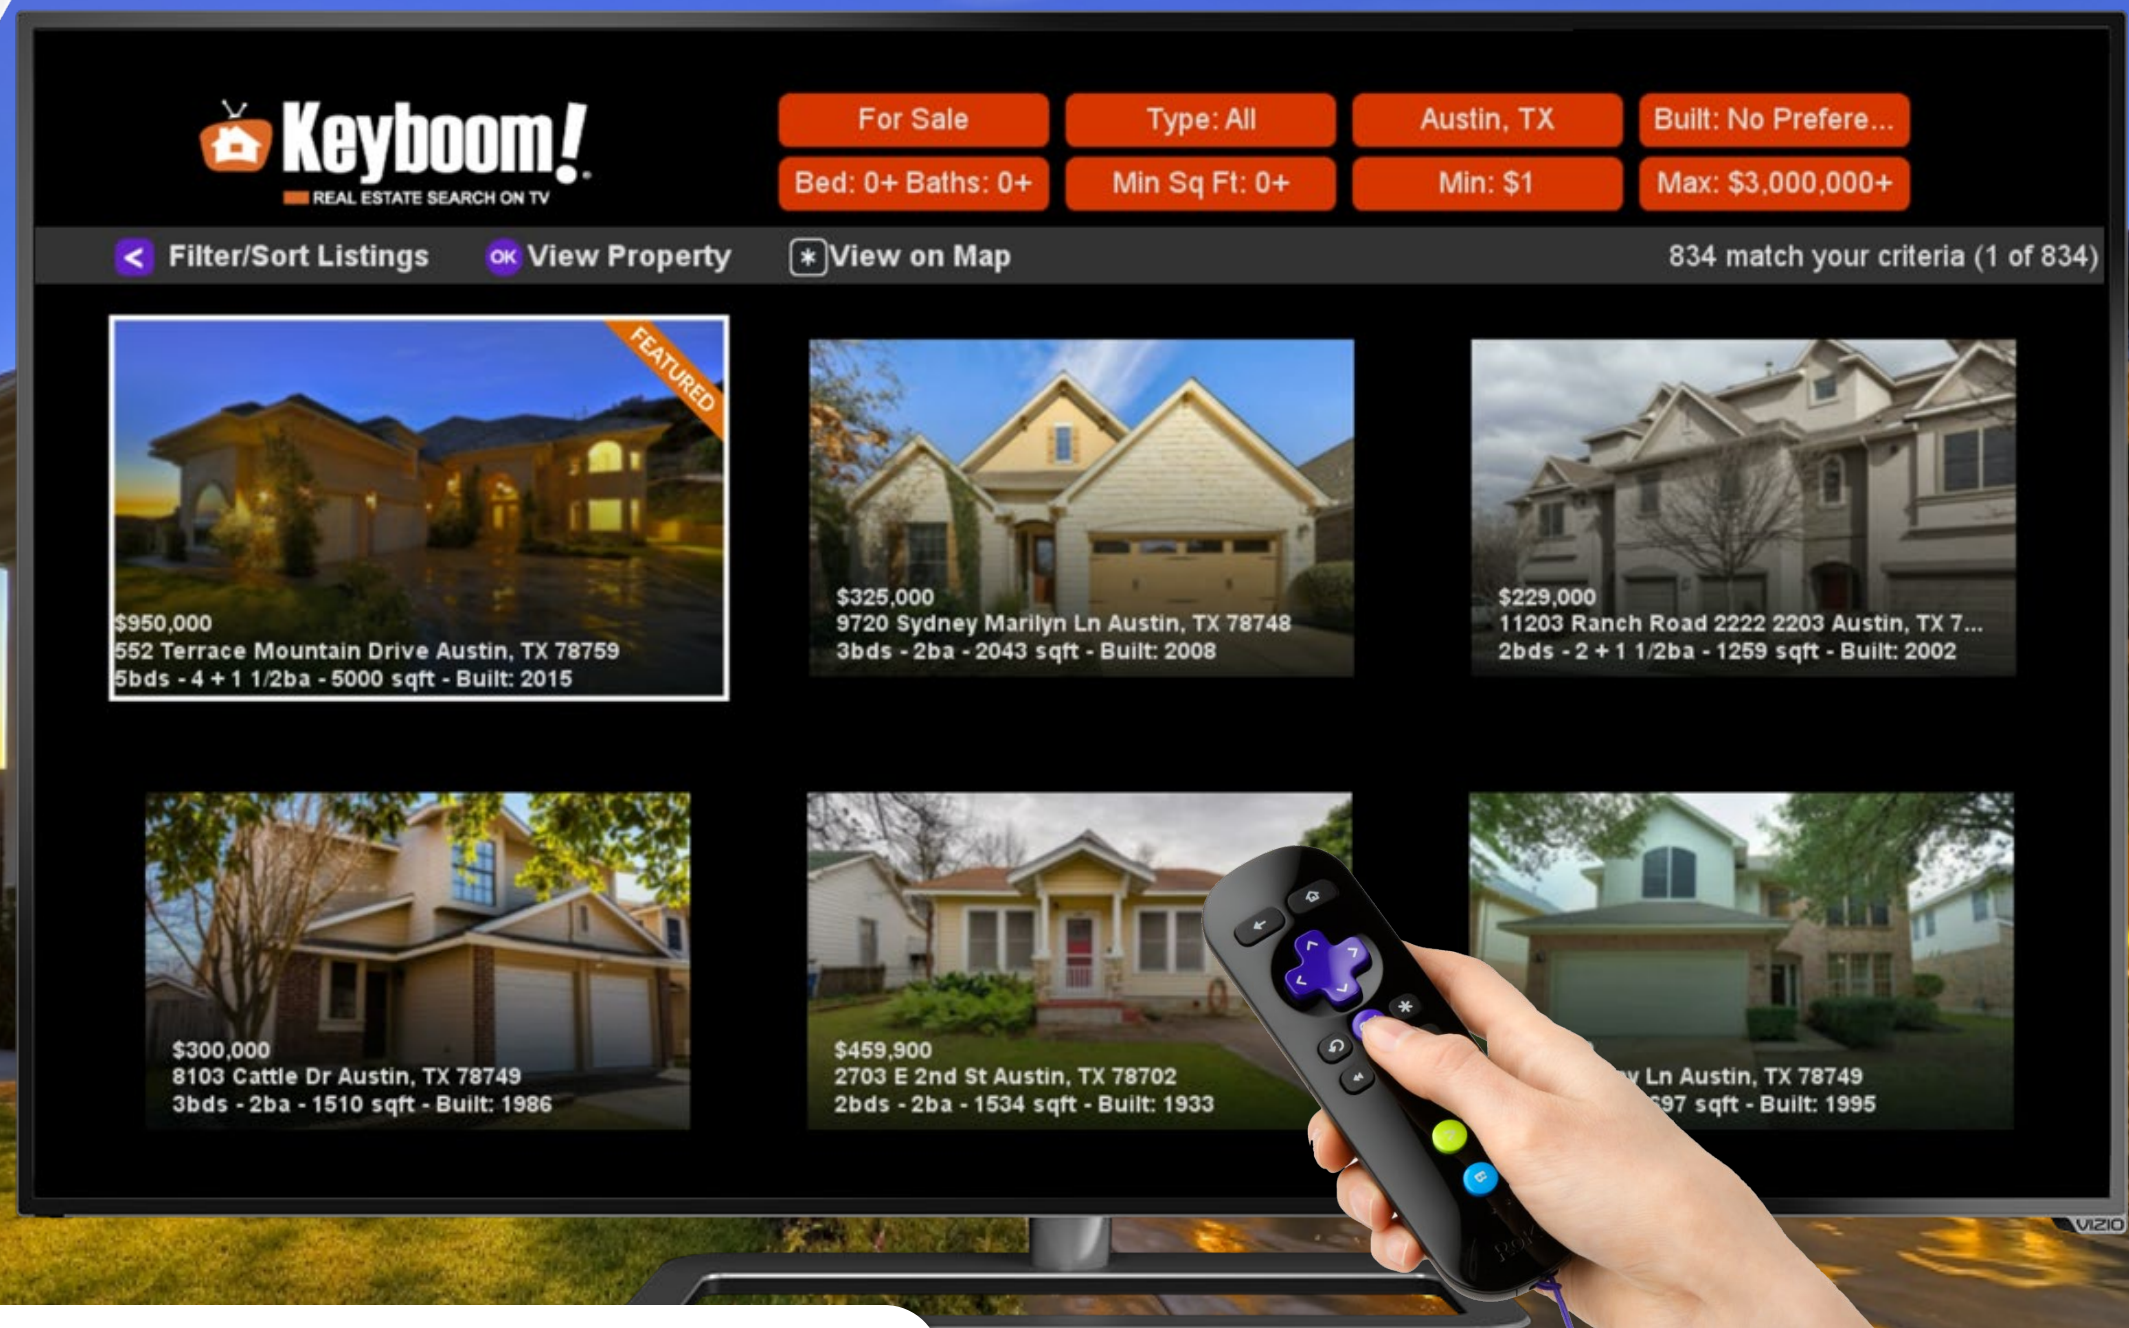 Keyboom!
REAL ESTATE SEARCH ON TV
For Sale
Type: All
Austin, TX
Built: No Prefere...
Bed: 0+ Baths: 0+
Min Sq Ft: 0+
Min: $1
Max: $3,000,000+
< Filter/Sort Listings
OK View Property
* View on Map
834 match your criteria (1 of 834)
FEATURED
$950,000
552 Terrace Mountain Drive Austin, TX 78759
5bds - 4 + 1 1/2ba - 5000 sqft - Built: 2015
$325,000
9720 Sydney Marilyn Ln Austin, TX 78748
3bds - 2ba - 2043 sqft - Built: 2008
$229,000
11203 Ranch Road 2222 2203 Austin, TX 7...
2bds - 2 + 1 1/2ba - 1259 sqft - Built: 2002
$300,000
8103 Cattle Dr Austin, TX 78749
3bds - 2ba - 1510 sqft - Built: 1986
$459,900
2703 E 2nd St Austin, TX 78702
2bds - 2ba - 1534 sqft - Built: 1933
Ln Austin, TX 78749
sqft - Built: 1995
B
Roku
VIZIO